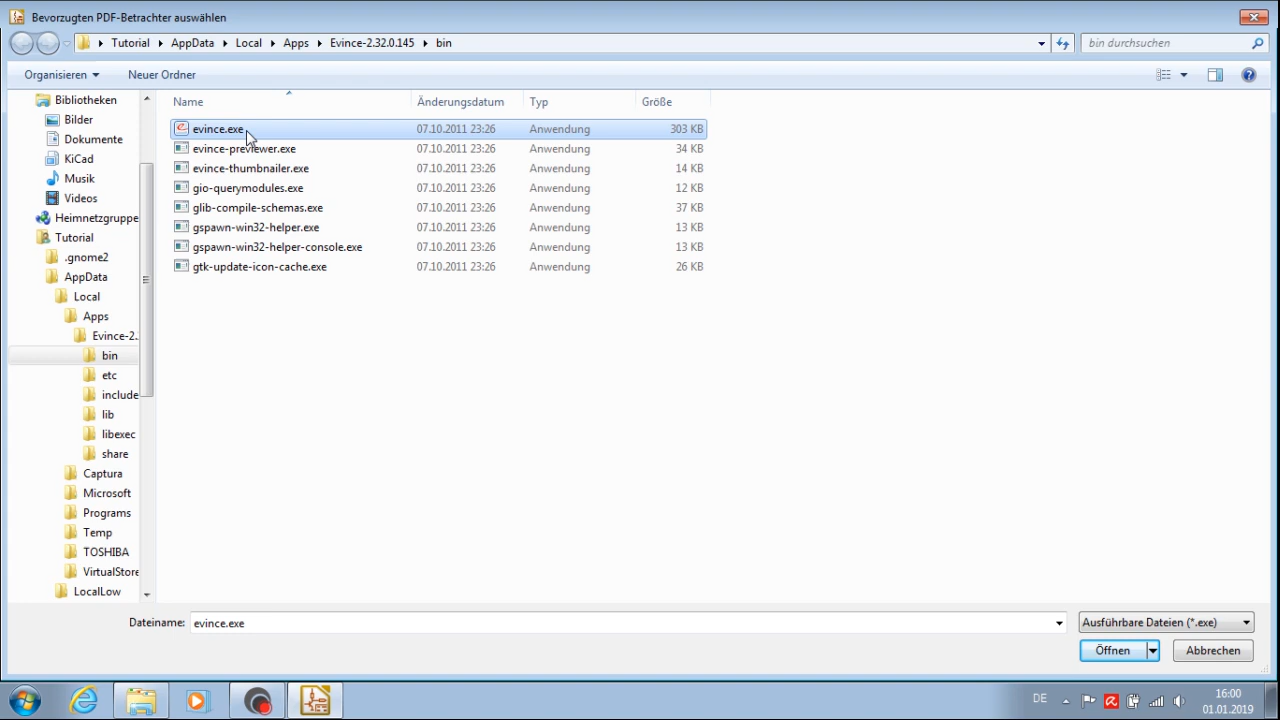 Bevorzugten PDF-Betrachter auswählen
Tutorial AppData Local Apps Evince-2.32.0.145 bin
bin durchsuchen
Organisieren Neuer Ordner
Bibliotheken
Bilder
Dokumente
KiCad
Musik
Videos
Heimnetzgruppe
Tutorial
.gnome2
AppData
Local
Apps
Evince-2.
bin
etc
include
lib
libexec
share
Captura
Microsoft
Programs
Temp
TOSHIBA
VirtualStore
LocalLow
Name Änderungsdatum Typ Größe
evince.exe 07.10.2011 23:26 Anwendung 303 KB
evince-previewer.exe 07.10.2011 23:26 Anwendung 34 KB
evince-thumbnailer.exe 07.10.2011 23:26 Anwendung 14 KB
gio-querymodules.exe 07.10.2011 23:26 Anwendung 12 KB
glib-compile-schemas.exe 07.10.2011 23:26 Anwendung 37 KB
gspawn-win32-helper.exe 07.10.2011 23:26 Anwendung 13 KB
gspawn-win32-helper-console.exe 07.10.2011 23:26 Anwendung 13 KB
gtk-update-icon-cache.exe 07.10.2011 23:26 Anwendung 26 KB
Dateiname: evince.exe Ausführbare Dateien (*.exe)
Öffnen Abbrechen
DE 16:00
01.01.2019